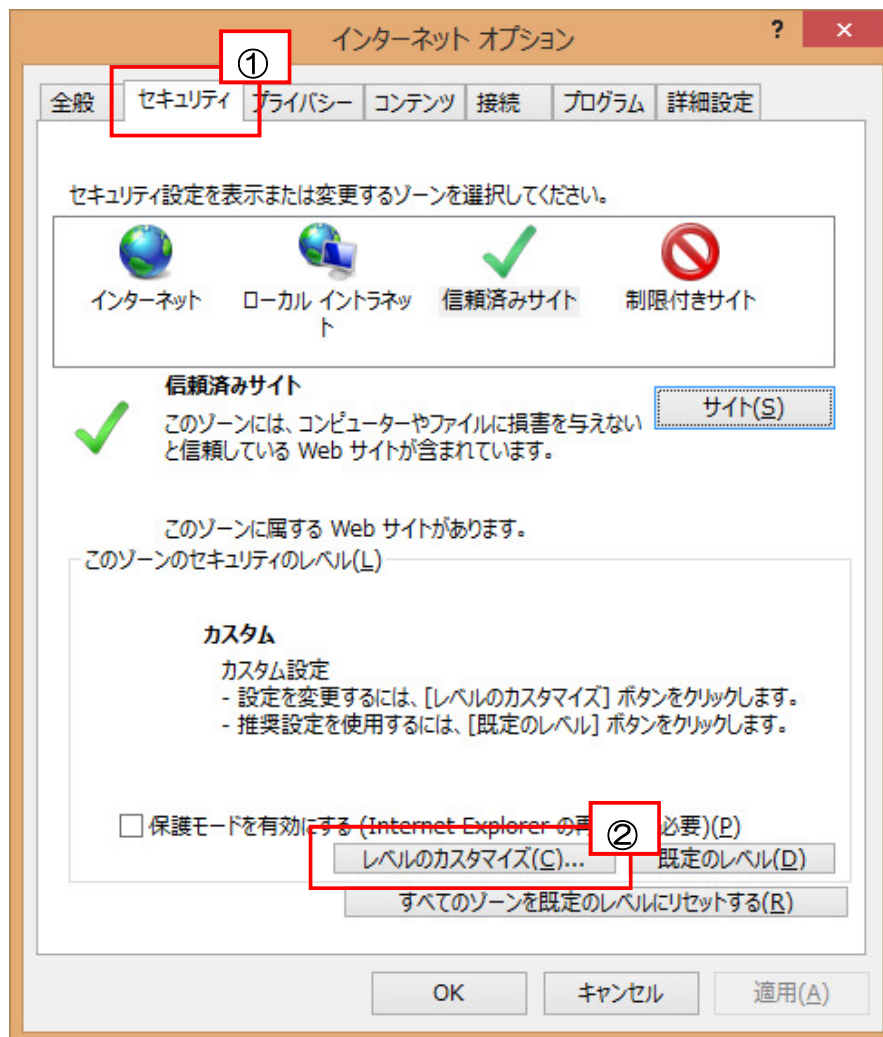 インターネット オプション
?
×
①
全般
セキュリティ
プライバシー
コンテンツ
接続
プログラム
詳細設定
セキュリティ設定を表示または変更するゾーンを選択してください。
インターネット
ローカル イントラネッ
ト
信頼済みサイト
制限付きサイト
信頼済みサイト
サイト(S)
このゾーンには、コンピューターやファイルに損害を与えない
と信頼している Web サイトが含まれています。
このゾーンに属する Web サイトがあります。
このゾーンのセキュリティのレベル(L)
カスタム
カスタム設定
- 設定を変更するには、[レベルのカスタマイズ] ボタンをクリックします。
- 推奨設定を使用するには、[既定のレベル] ボタンをクリックします。
保護モードを有効にする (Internet Explorer の再 必要)(P)
②
レベルのカスタマイズ(C)...
既定のレベル(D)
すべてのゾーンを既定のレベルにリセットする(R)
OK
キャンセル
適用(A)